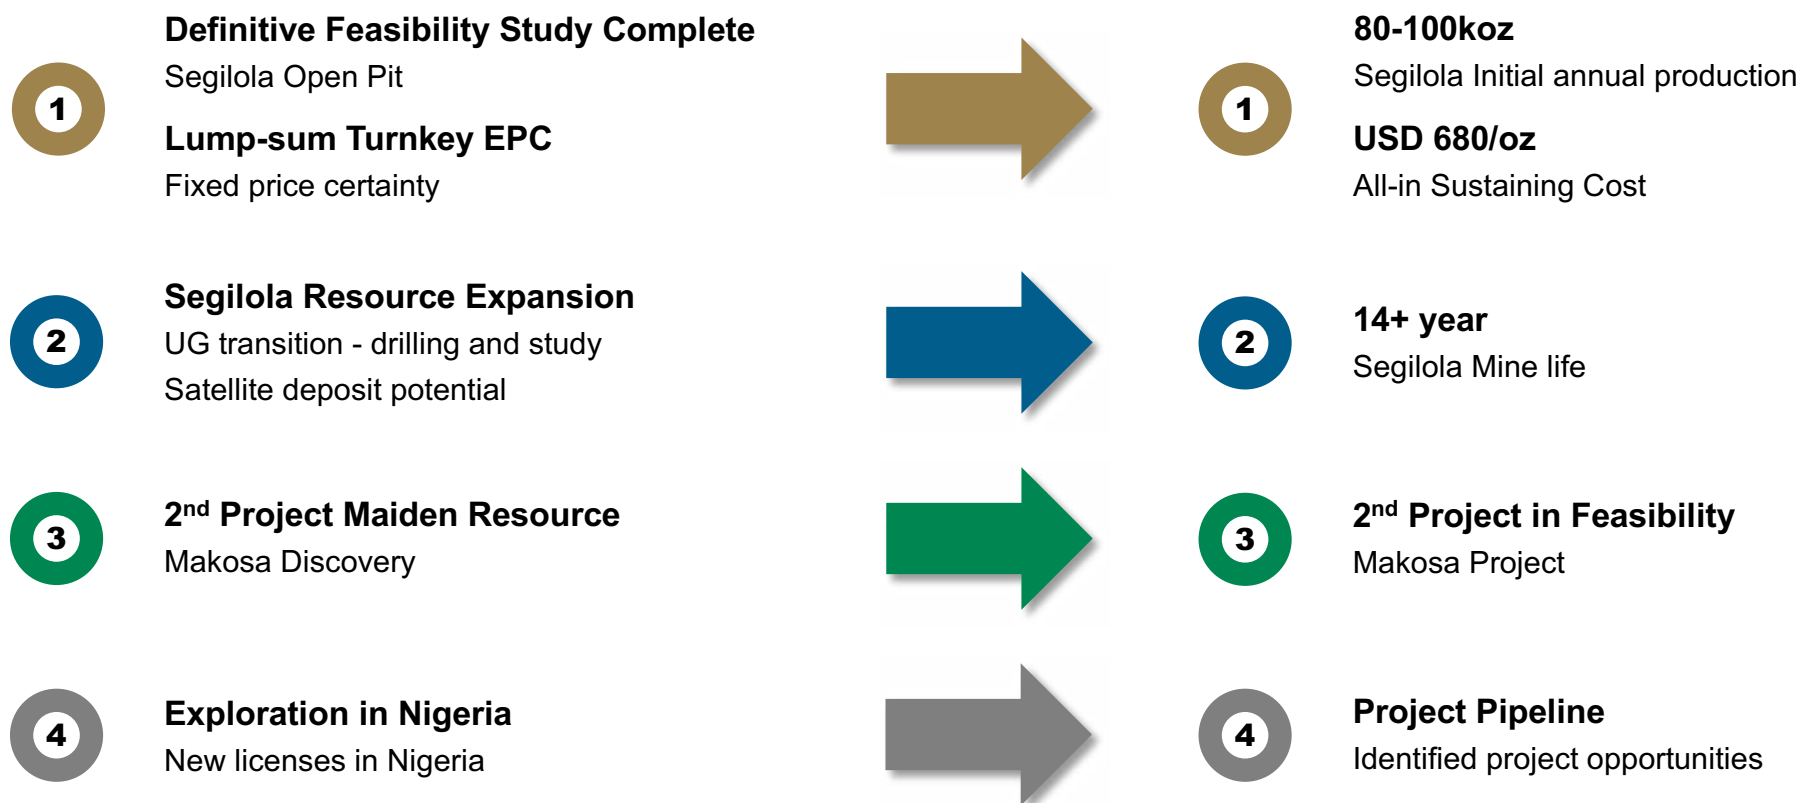 1
Definitive Feasibility Study Complete
Segilola Open Pit
Lump-sum Turnkey EPC
Fixed price certainty
1
80-100koz
Segilola Initial annual production
USD 680/oz
All-in Sustaining Cost
2
Segilola Resource Expansion
UG transition - drilling and study
Satellite deposit potential
2
14+ year
Segilola Mine life
3
2nd Project Maiden Resource
Makosa Discovery
3
2nd Project in Feasibility
Makosa Project
4
Exploration in Nigeria
New licenses in Nigeria
4
Project Pipeline
Identified project opportunities